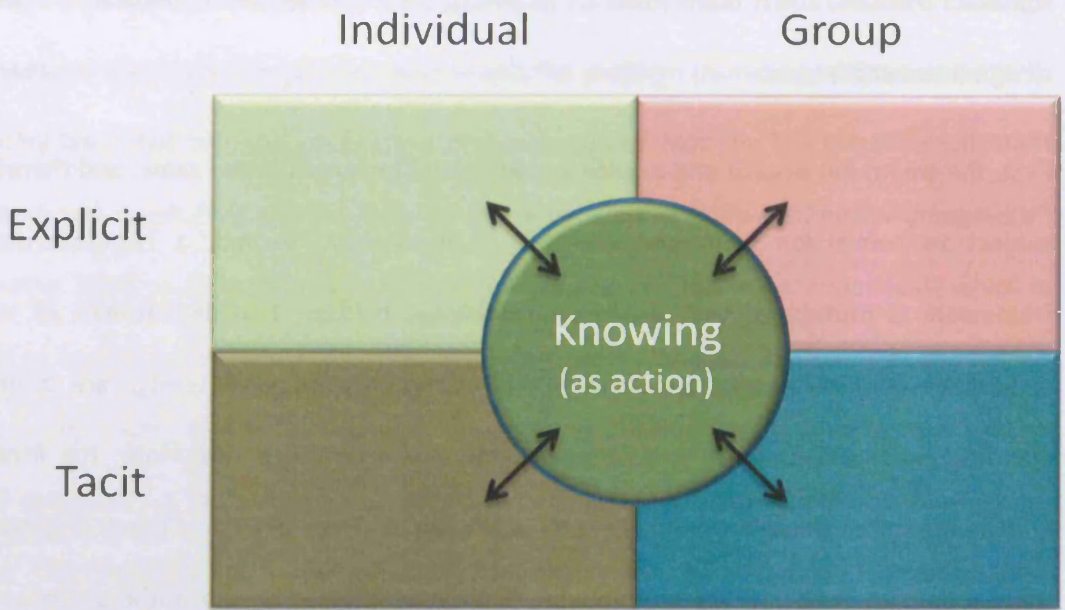 Individual Group
Explicit
Knowing
(as action)
Tacit